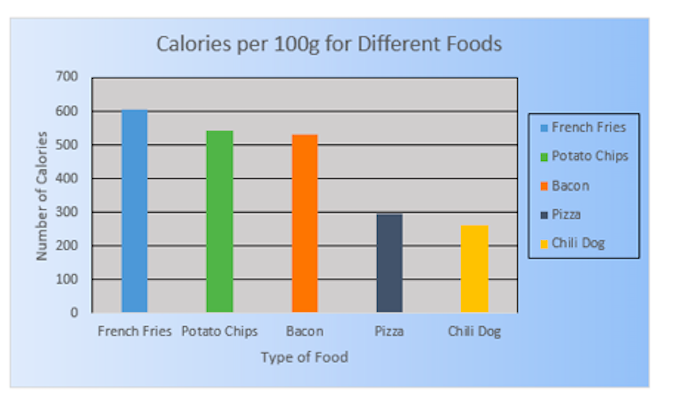 Calories per 100g for Different Foods
Number of Calories
700
600
500
400
300
200
100
0
French Fries Potato Chips Bacon Pizza Chili Dog
Type of Food
French Fries
Potato Chips
Bacon
Pizza
Chili Dog